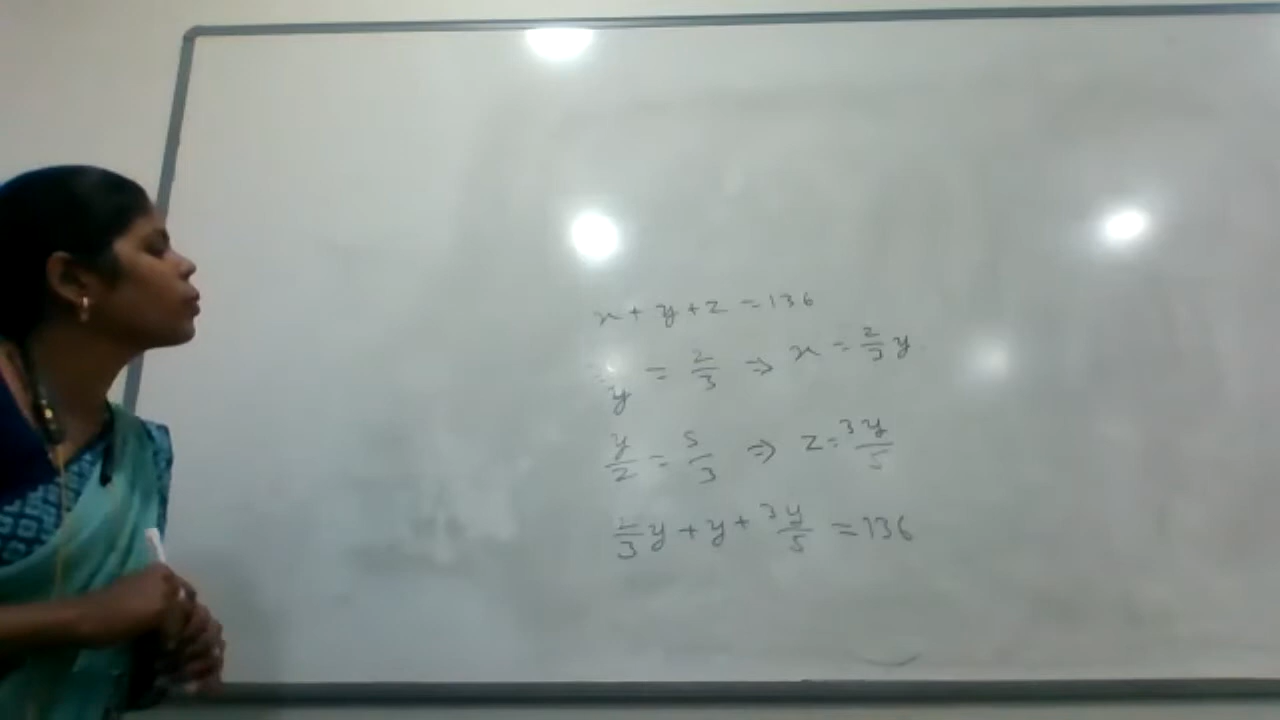 x + y + z = 136
x/y = 2/3 ⇒ x = 2/3 y
y/z = 5/3 ⇒ z = 3y/5
2/3 y + y + 3y/5 = 136